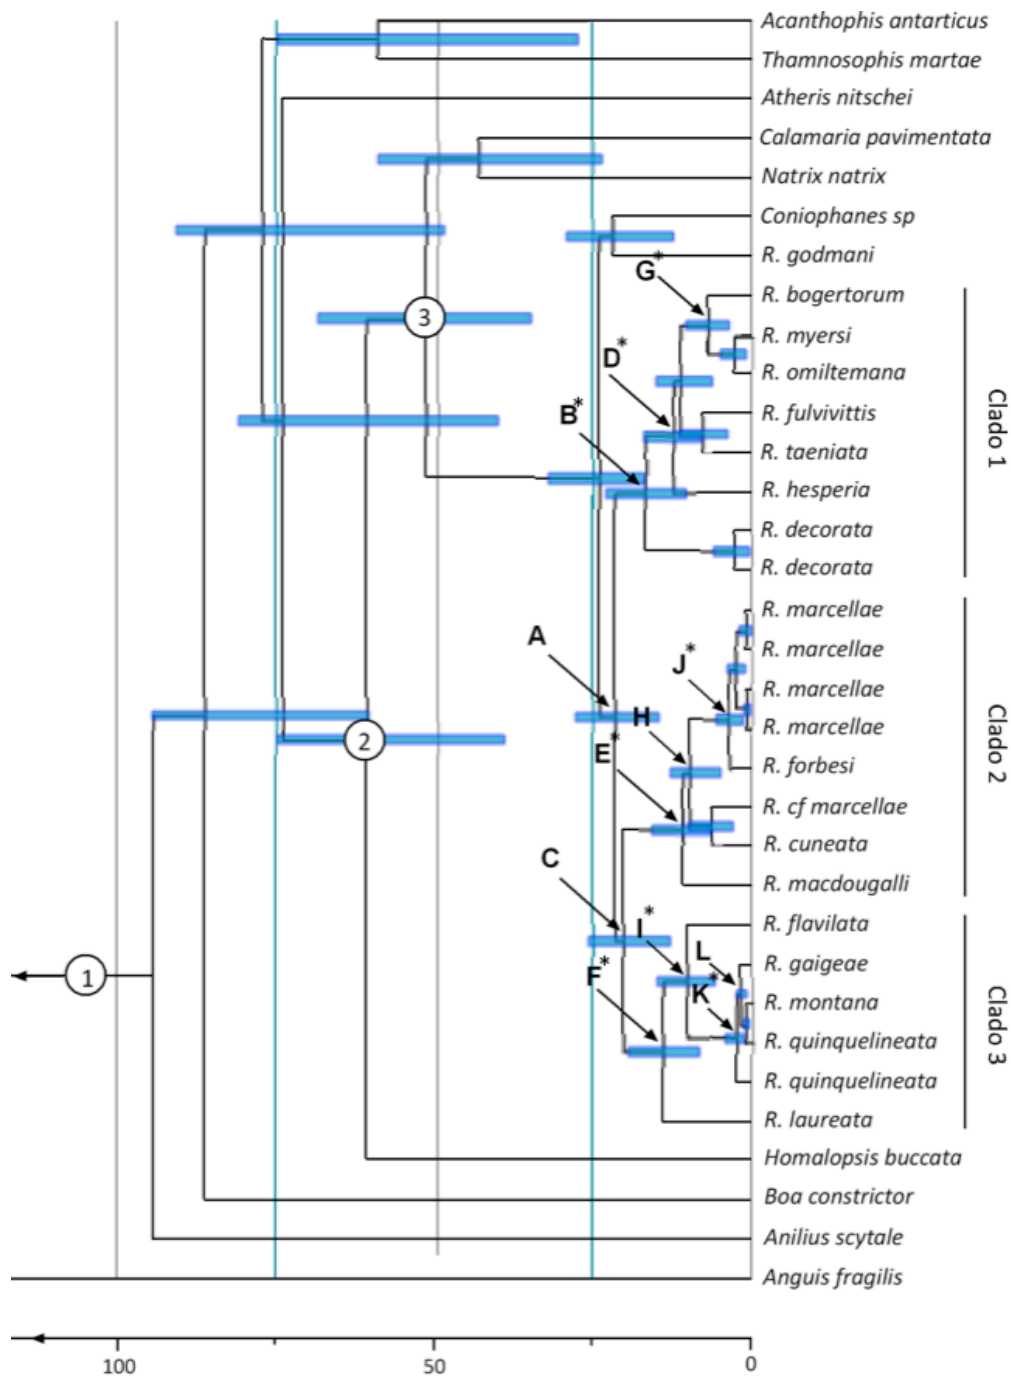 Acanthophis antarticus
Thamnosophis martae
Atheris nitschei
Calamaria pavimentata
Natrix natrix
Coniophanes sp
R. godmani
G*
R. bogertorum
3
R. myersi
D*
R. omiltemana
B*
R. fulvivittis
R. taeniata
R. hesperia
R. decorata
R. decorata
Clado 1
R. marcellae
A
R. marcellae
J*
R. marcellae
H
R. marcellae
2
E*
R. forbesi
R. cf marcellae
R. cuneata
C
R. macdougalli
Clado 2
I*
R. flavilata
L
R. gaigeae
1
F*
K*
R. montana
R. quinquelineata
R. quinquelineata
R. laureata
Clado 3
Homalopsis buccata
Boa constrictor
Anilius scytale
Anguis fragilis
100 50 0